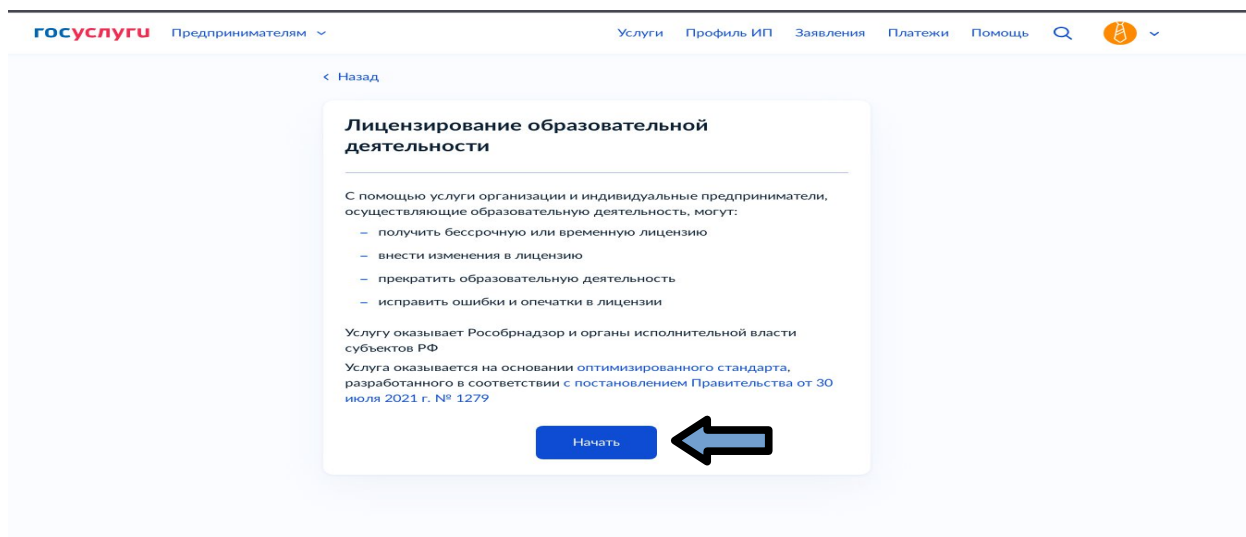 госуслуги Предпринимателям Услуги Профиль ИП Заявления Платежи Помощь
Назад
Лицензирование образовательной
деятельности
С помощью услуги организации и индивидуальные предприниматели,
осуществляющие образовательную деятельность, могут:
– получить бессрочную или временную лицензию
– внести изменения в лицензию
– прекратить образовательную деятельность
– исправить ошибки и опечатки в лицензии
Услугу оказывает Рособрнадзор и органы исполнительной власти
субъектов РФ
Услуга оказывается на основании оптимизированного стандарта,
разработанного в соответствии с постановлением Правительства от 30
июля 2021 г. № 1279
Начать